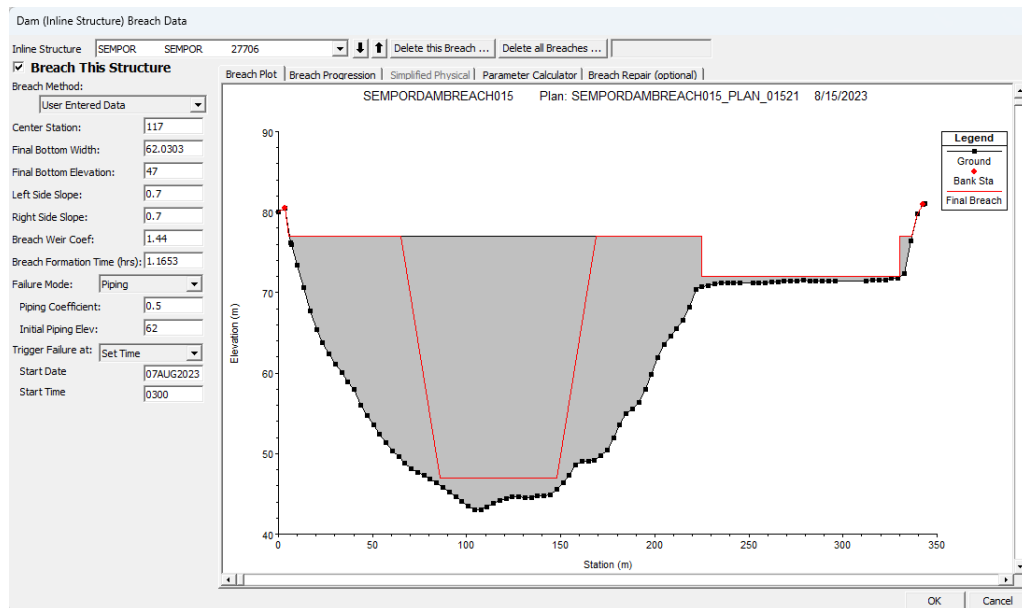 Dam (Inline Structure) Breach Data
Inline Structure SEMPOR SEMPOR 27706 Delete this Breach ... Delete all Breaches ...
Breach This Structure
Breach Method:
User Entered Data
Center Station: 117
Final Bottom Width: 62.0303
Final Bottom Elevation: 47
Left Side Slope: 0.7
Right Side Slope: 0.7
Breach Weir Coef: 1.44
Breach Formation Time (hrs): 1.1653
Failure Mode: Piping
Piping Coefficient: 0.5
Initial Piping Elev: 62
Trigger Failure at: Set Time
Start Date 07AUG2023
Start Time 0300
Breach Plot Breach Progression Simplified Physical Parameter Calculator Breach Repair (optional)
SEMPORDAMBREACH015 Plan: SEMPORDAMBREACH015_PLAN_01521 8/15/2023
Legend
Ground
Bank Sta
Final Breach
Elevation (m)
90
80
70
60
50
40
0 50 100 150 200 250 300 350
Station (m)
OK Cancel